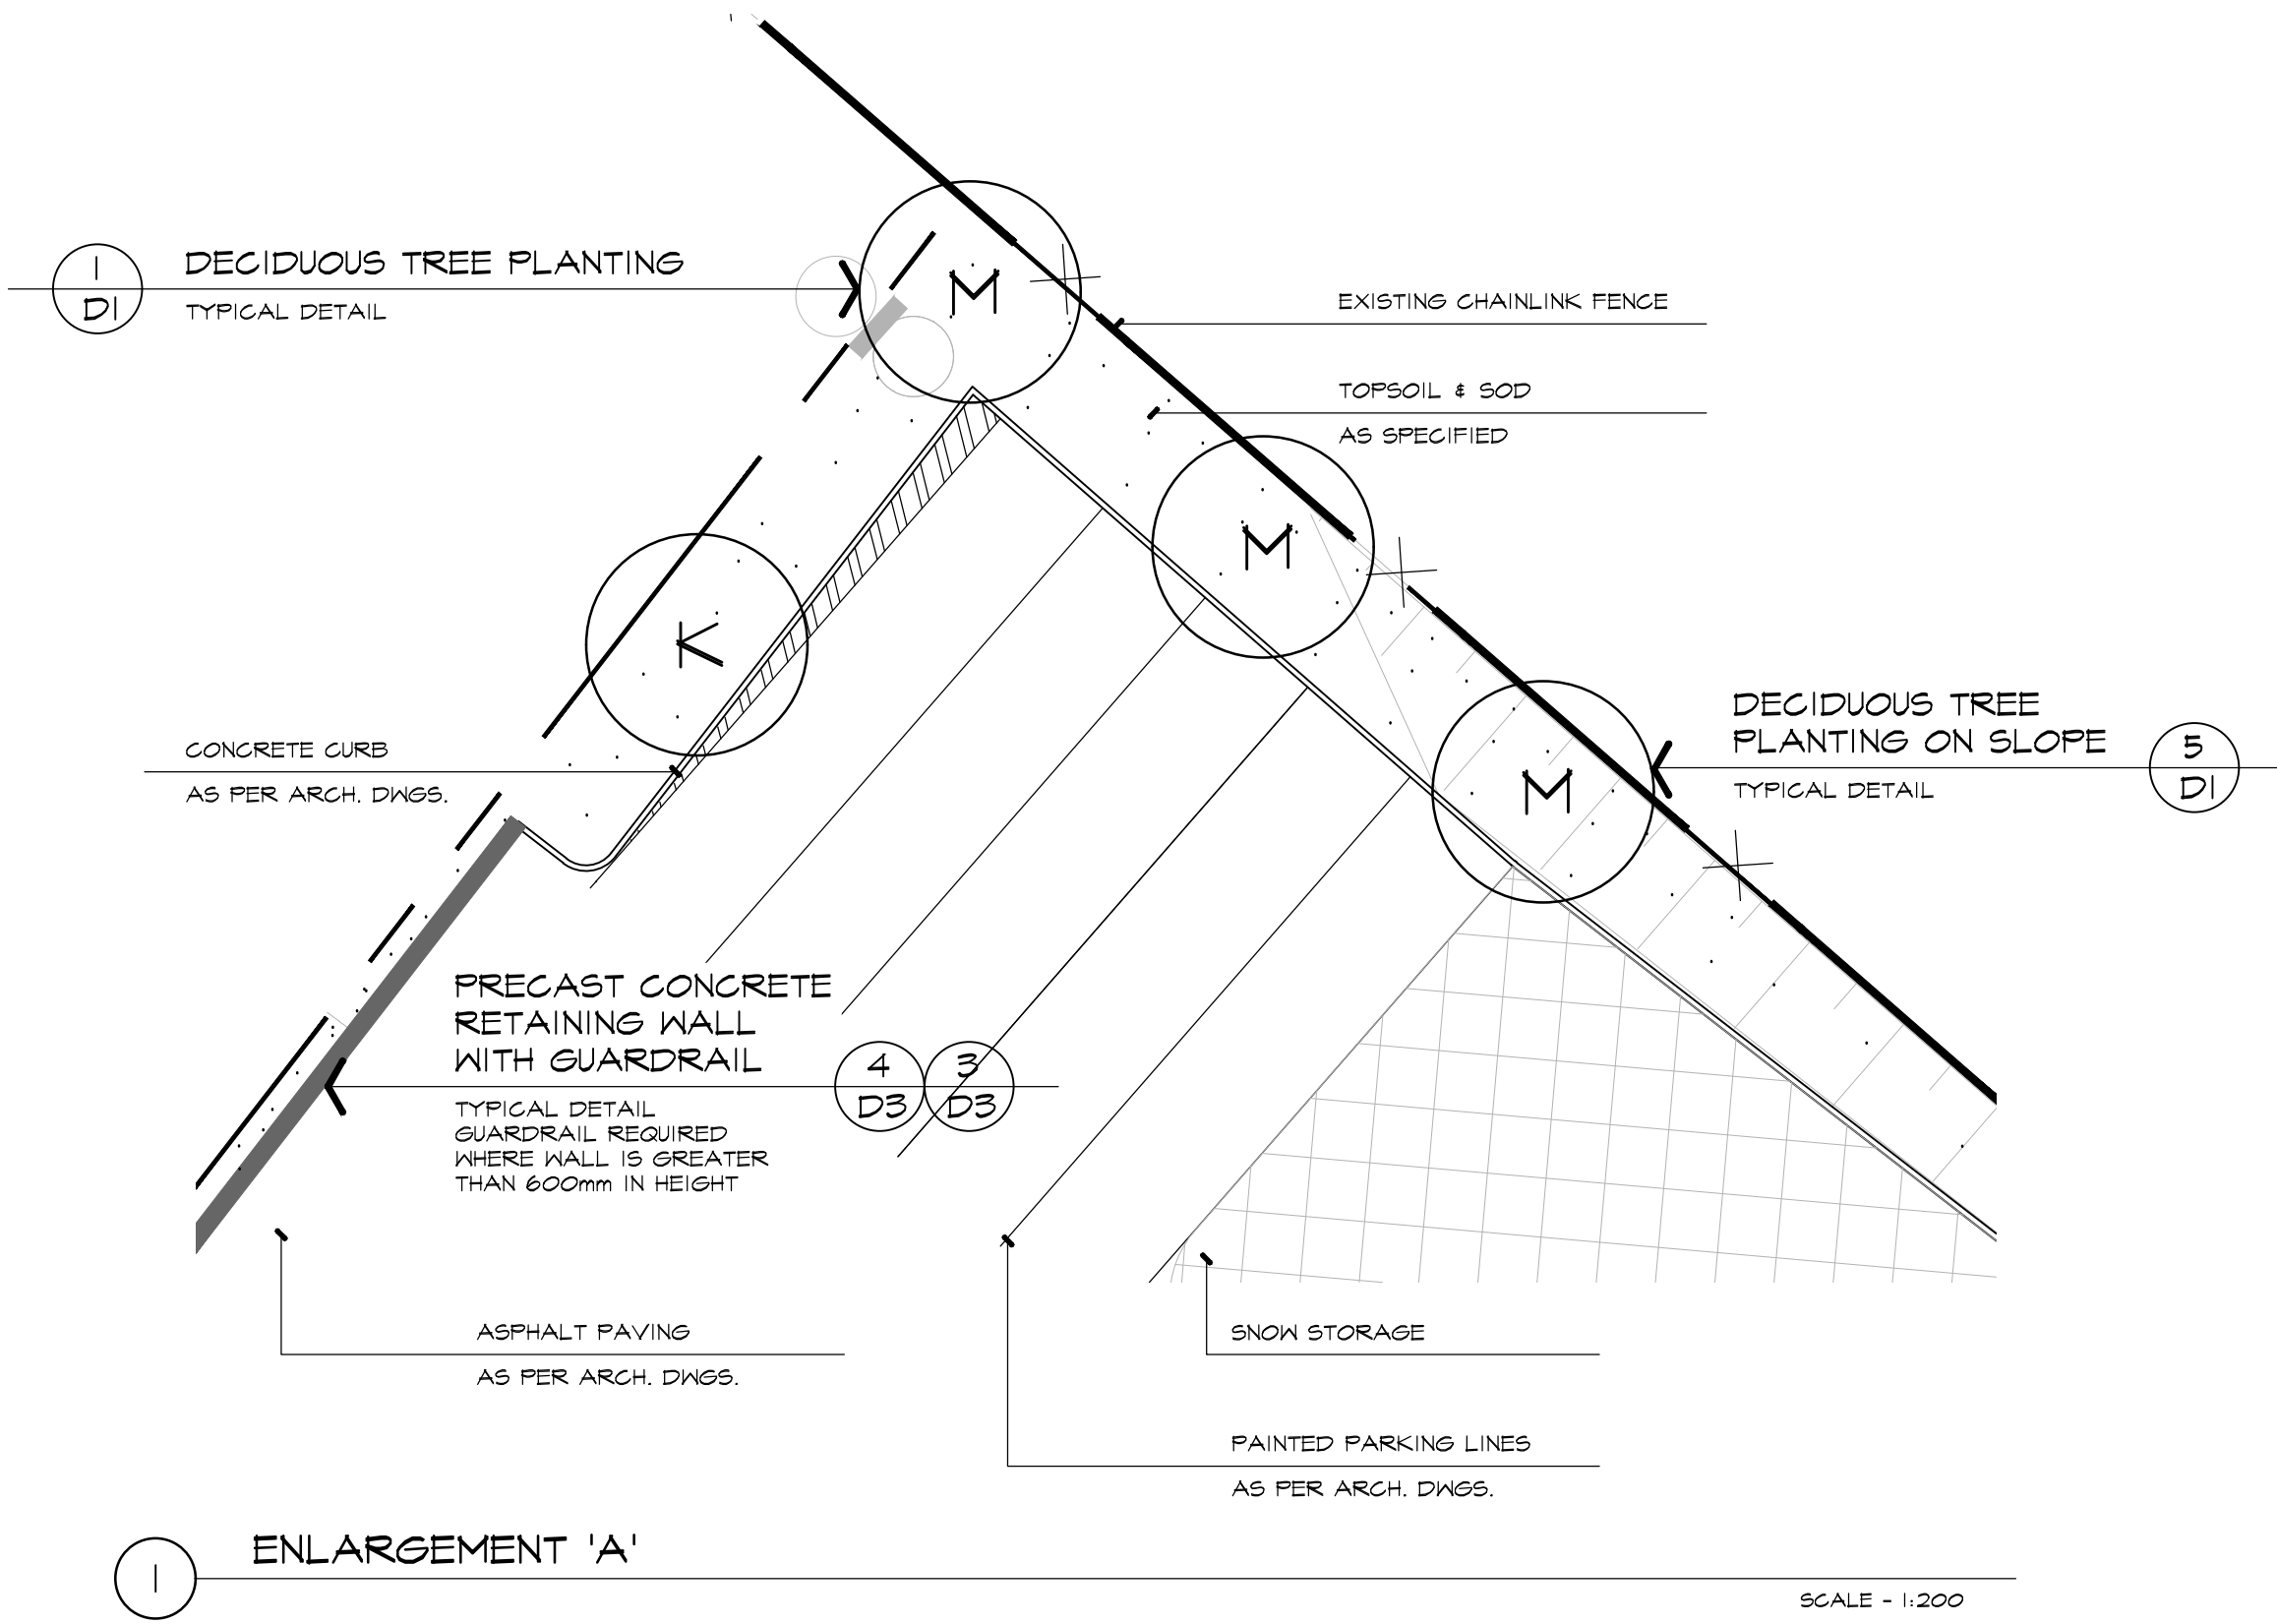 1
D1
DECIDUOUS TREE PLANTING
TYPICAL DETAIL
M
EXISTING CHAINLINK FENCE
TOPSOIL & SOD
AS SPECIFIED
M
K
CONCRETE CURB
AS PER ARCH. DWGS.
M
DECIDUOUS TREE
PLANTING ON SLOPE
TYPICAL DETAIL
5
D1
PRECAST CONCRETE
RETAINING WALL
WITH GUARDRAIL
TYPICAL DETAIL
GUARDRAIL REQUIRED
WHERE WALL IS GREATER
THAN 600mm IN HEIGHT
4
D3
3
D3
ASPHALT PAVING
AS PER ARCH. DWGS.
SNOW STORAGE
PAINTED PARKING LINES
AS PER ARCH. DWGS.
1
ENLARGEMENT 'A'
SCALE - 1:200